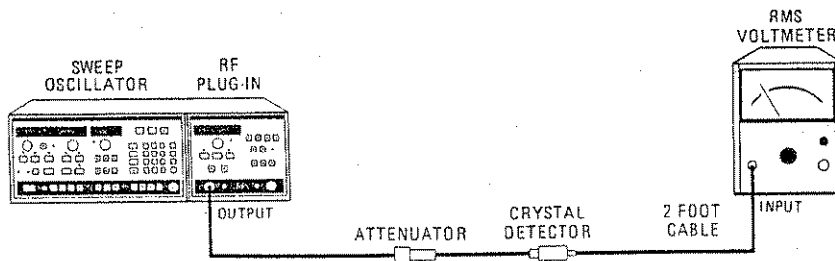 SWEEP
OSCILLATOR
RF
PLUG-IN
RMS
VOLTMETER
OUTPUT
ATTENUATOR
CRYSTAL
DETECTOR
2 FOOT
CABLE
INPUT